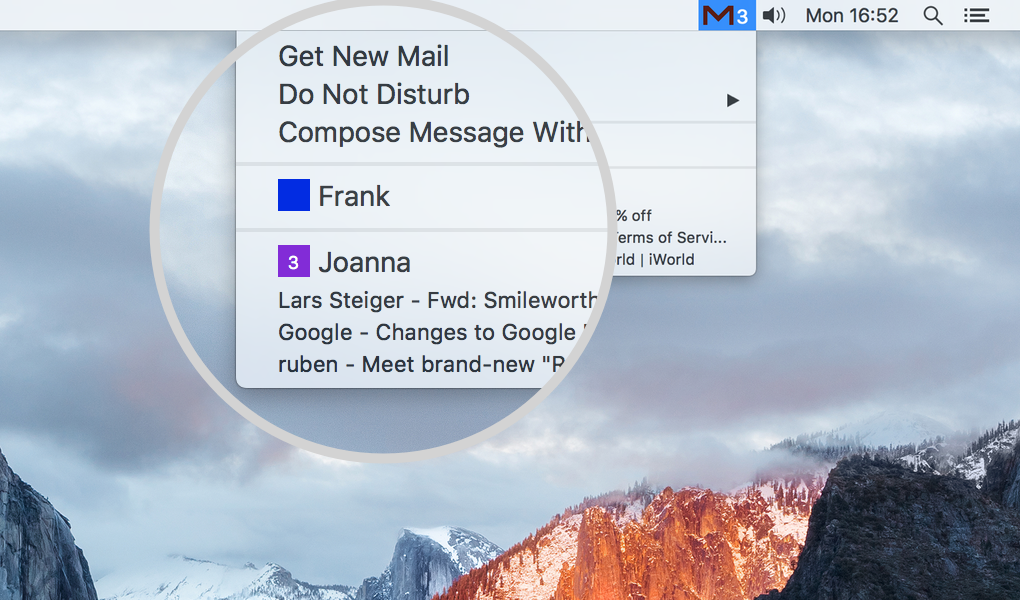 3 Mon 16:52
Get New Mail
Do Not Disturb
Compose Message With
Frank
3 Joanna
Lars Steiger - Fwd: Smileworth
Google - Changes to Google
ruben - Meet brand-new "R
% off
Terms of Servi...
rld | iWorld